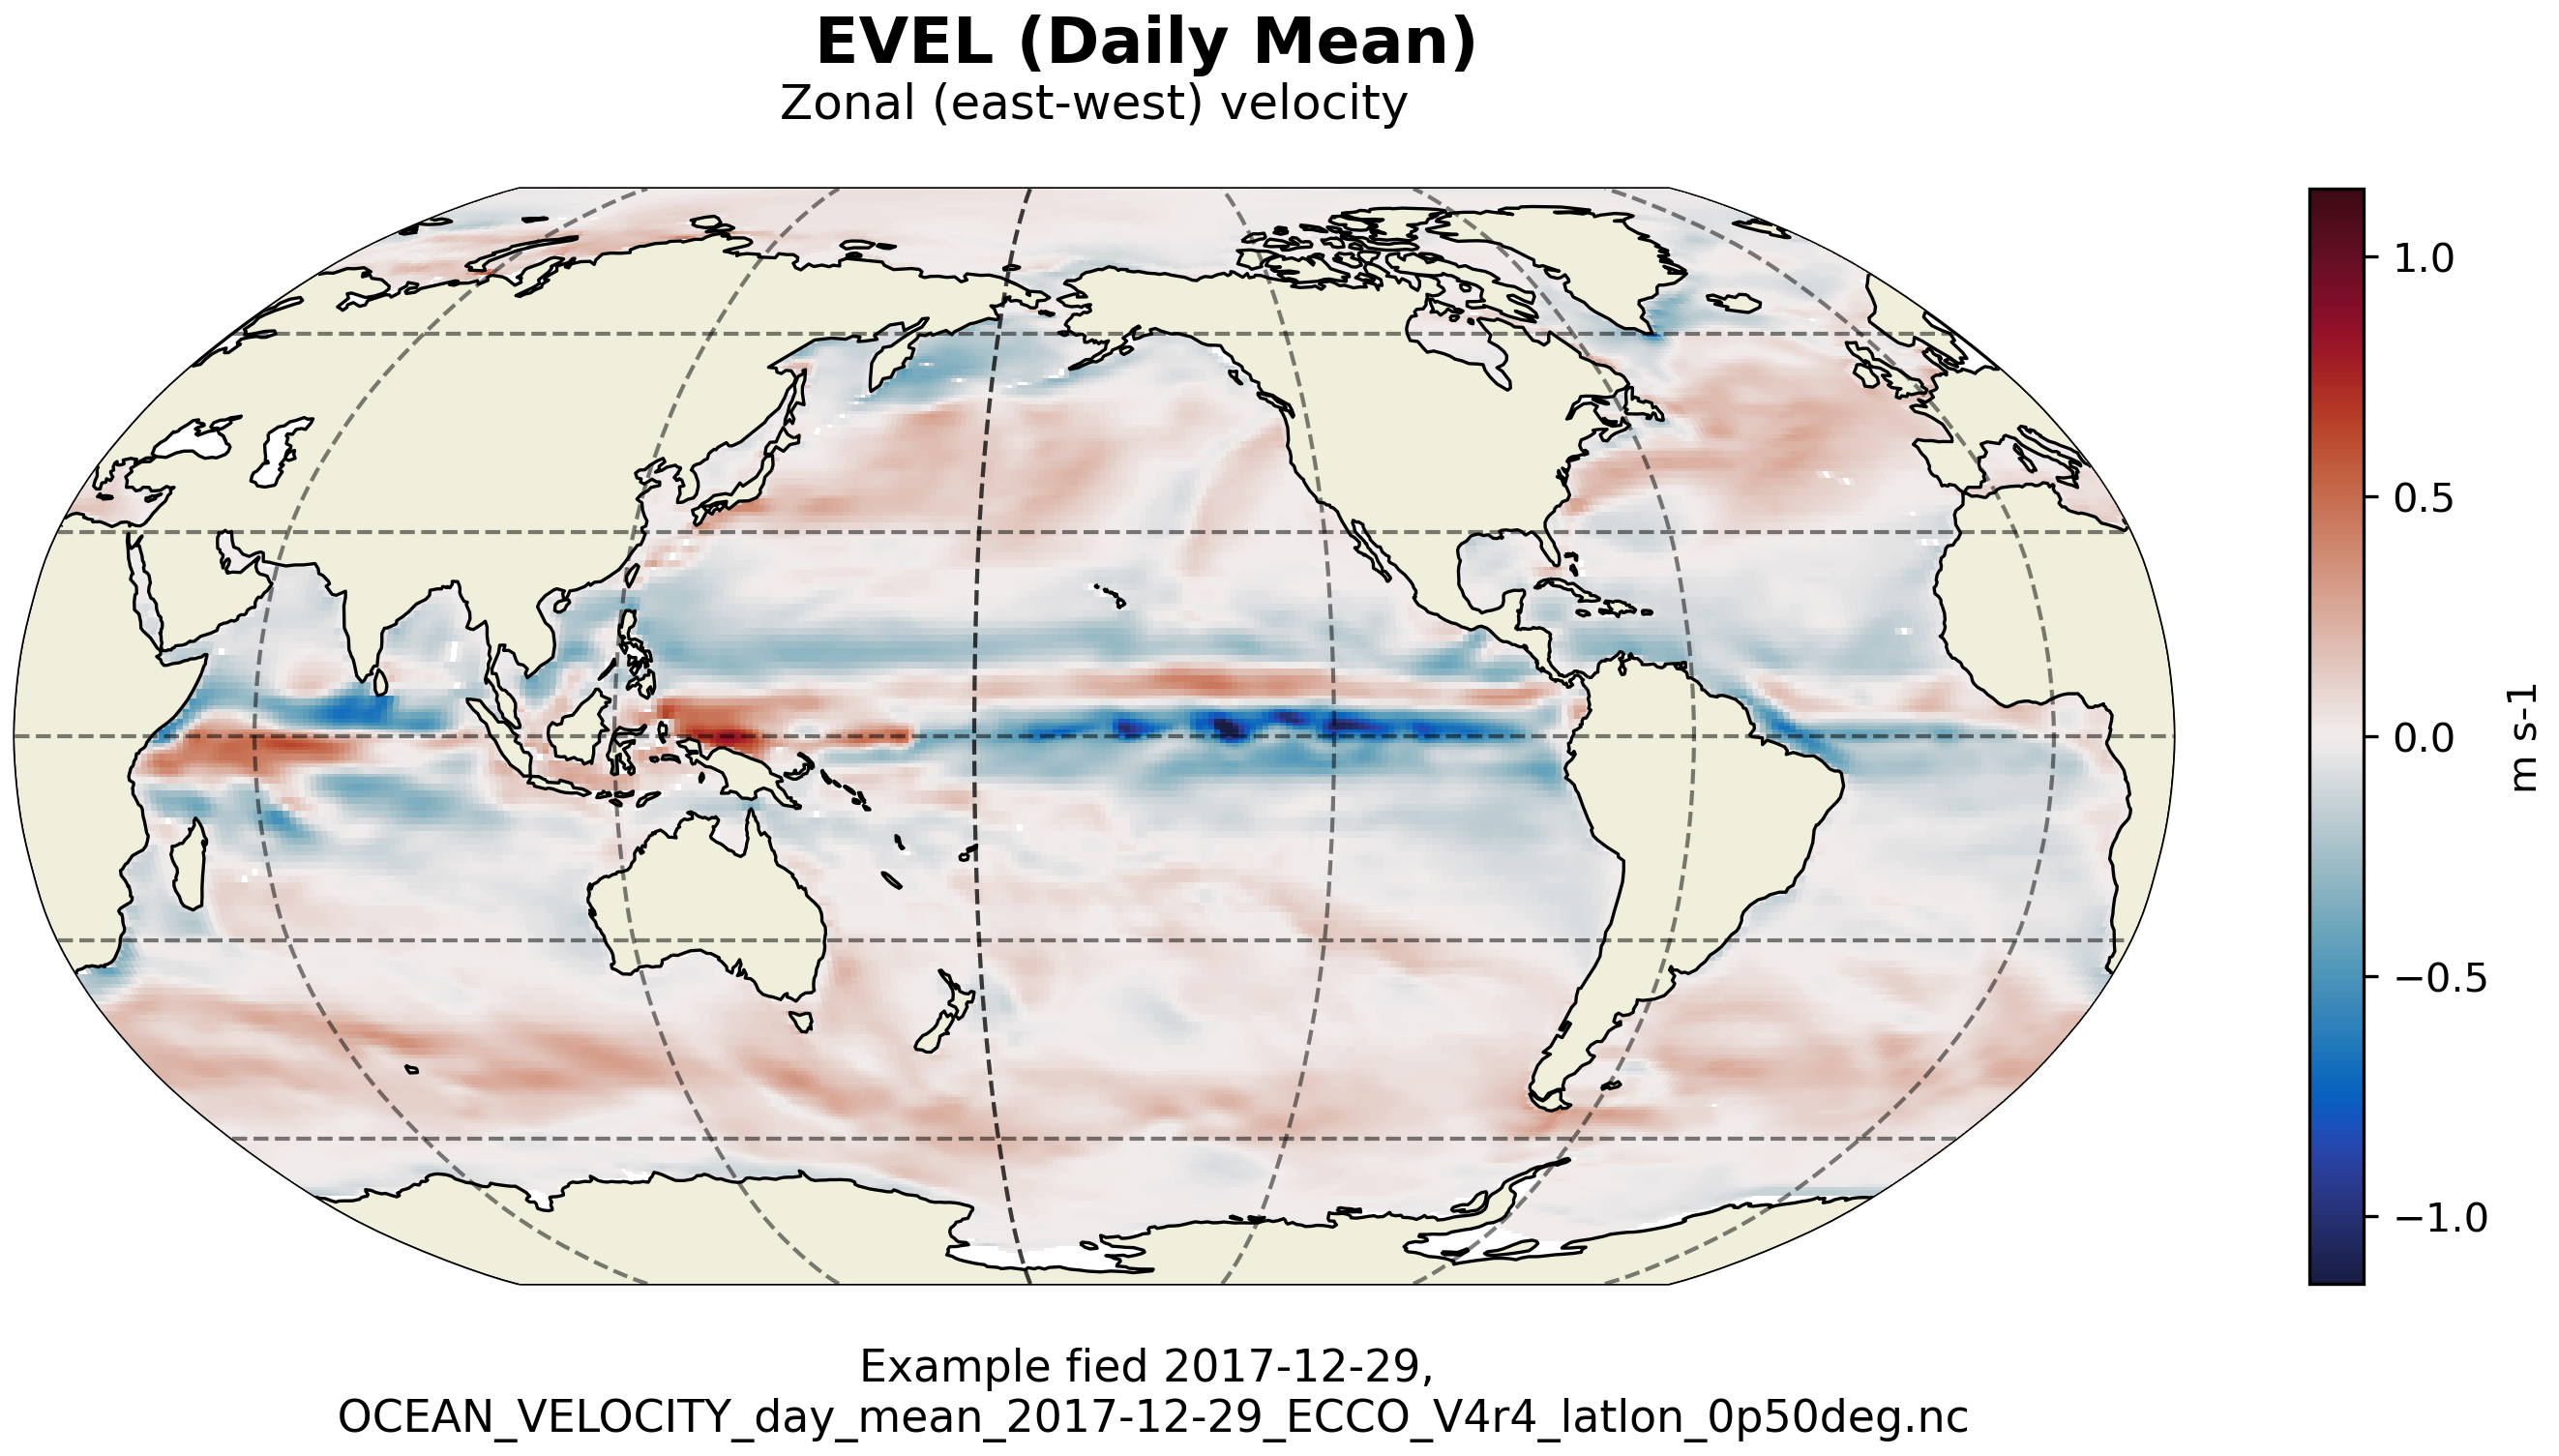 EVEL (Daily Mean)
Zonal (east-west) velocity
1.0
0.5
0.0
−0.5
−1.0
m s-1
Example fied 2017-12-29,
OCEAN_VELOCITY_day_mean_2017-12-29_ECCO_V4r4_latlon_0p50deg.nc